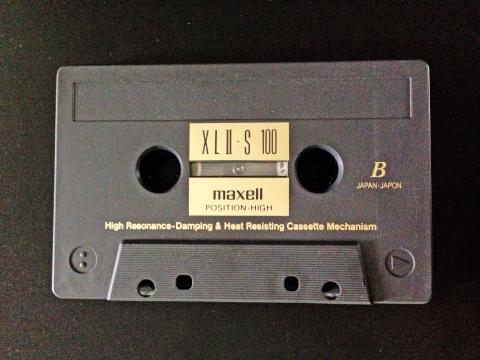 XLII·S 100
maxell
POSITION·HIGH
B
JAPAN·JAPON
High Resonance-Damping & Heat Resisting Cassette Mechanism